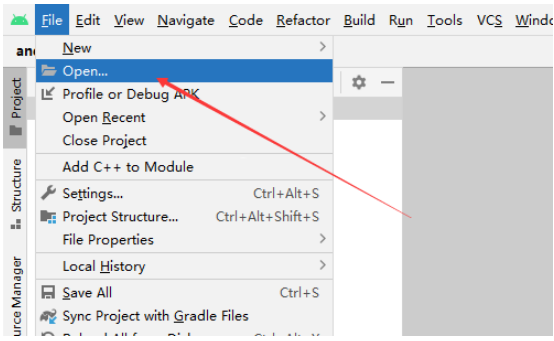 File Edit View Navigate Code Refactor Build Run Tools VCS Windo
an
New
Open...
Profile or Debug APK
Open Recent
Close Project
Add C++ to Module
Settings... Ctrl+Alt+S
Project Structure... Ctrl+Alt+Shift+S
File Properties
Local History
Save All Ctrl+S
Sync Project with Gradle Files
Project
Structure
urce Manager